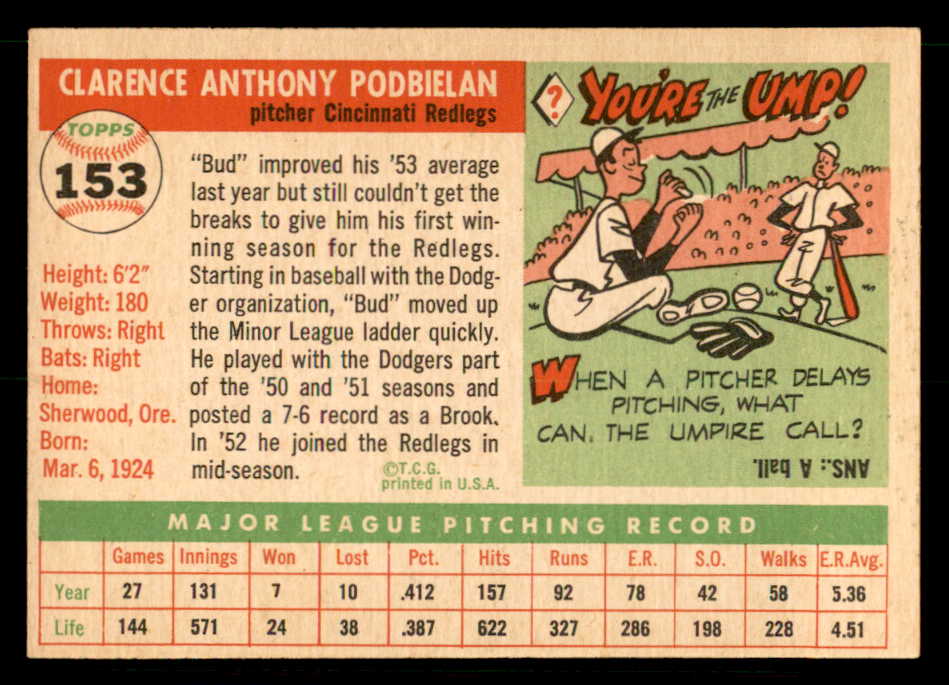 CLARENCE ANTHONY PODBIELAN
pitcher Cincinnati Redlegs
TOPPS
153
Height: 6'2"
Weight: 180
Throws: Right
Bats: Right
Home:
Sherwood, Ore.
Born:
Mar. 6, 1924
"Bud" improved his '53 average
last year but still couldn't get the
breaks to give him his first win-
ning season for the Redlegs.
Starting in baseball with the Dodg-
er organization, "Bud" moved up
the Minor League ladder quickly.
He played with the Dodgers part
of the '50 and '51 seasons and
posted a 7-6 record as a Brook.
In '52 he joined the Redlegs in
mid-season.
©T.C.G.
printed in U.S.A.
? YOU'RE THE UMP!
WHEN A PITCHER DELAYS
PITCHING, WHAT
CAN. THE UMPIRE CALL?
ANS.: A ball.
MAJOR LEAGUE PITCHING RECORD
Games Innings Won Lost Pct. Hits Runs E.R. S.O. Walks E.R.Avg.
Year 27 131 7 10 .412 157 92 78 42 58 5.36
Life 144 571 24 38 .387 622 327 286 198 228 4.51